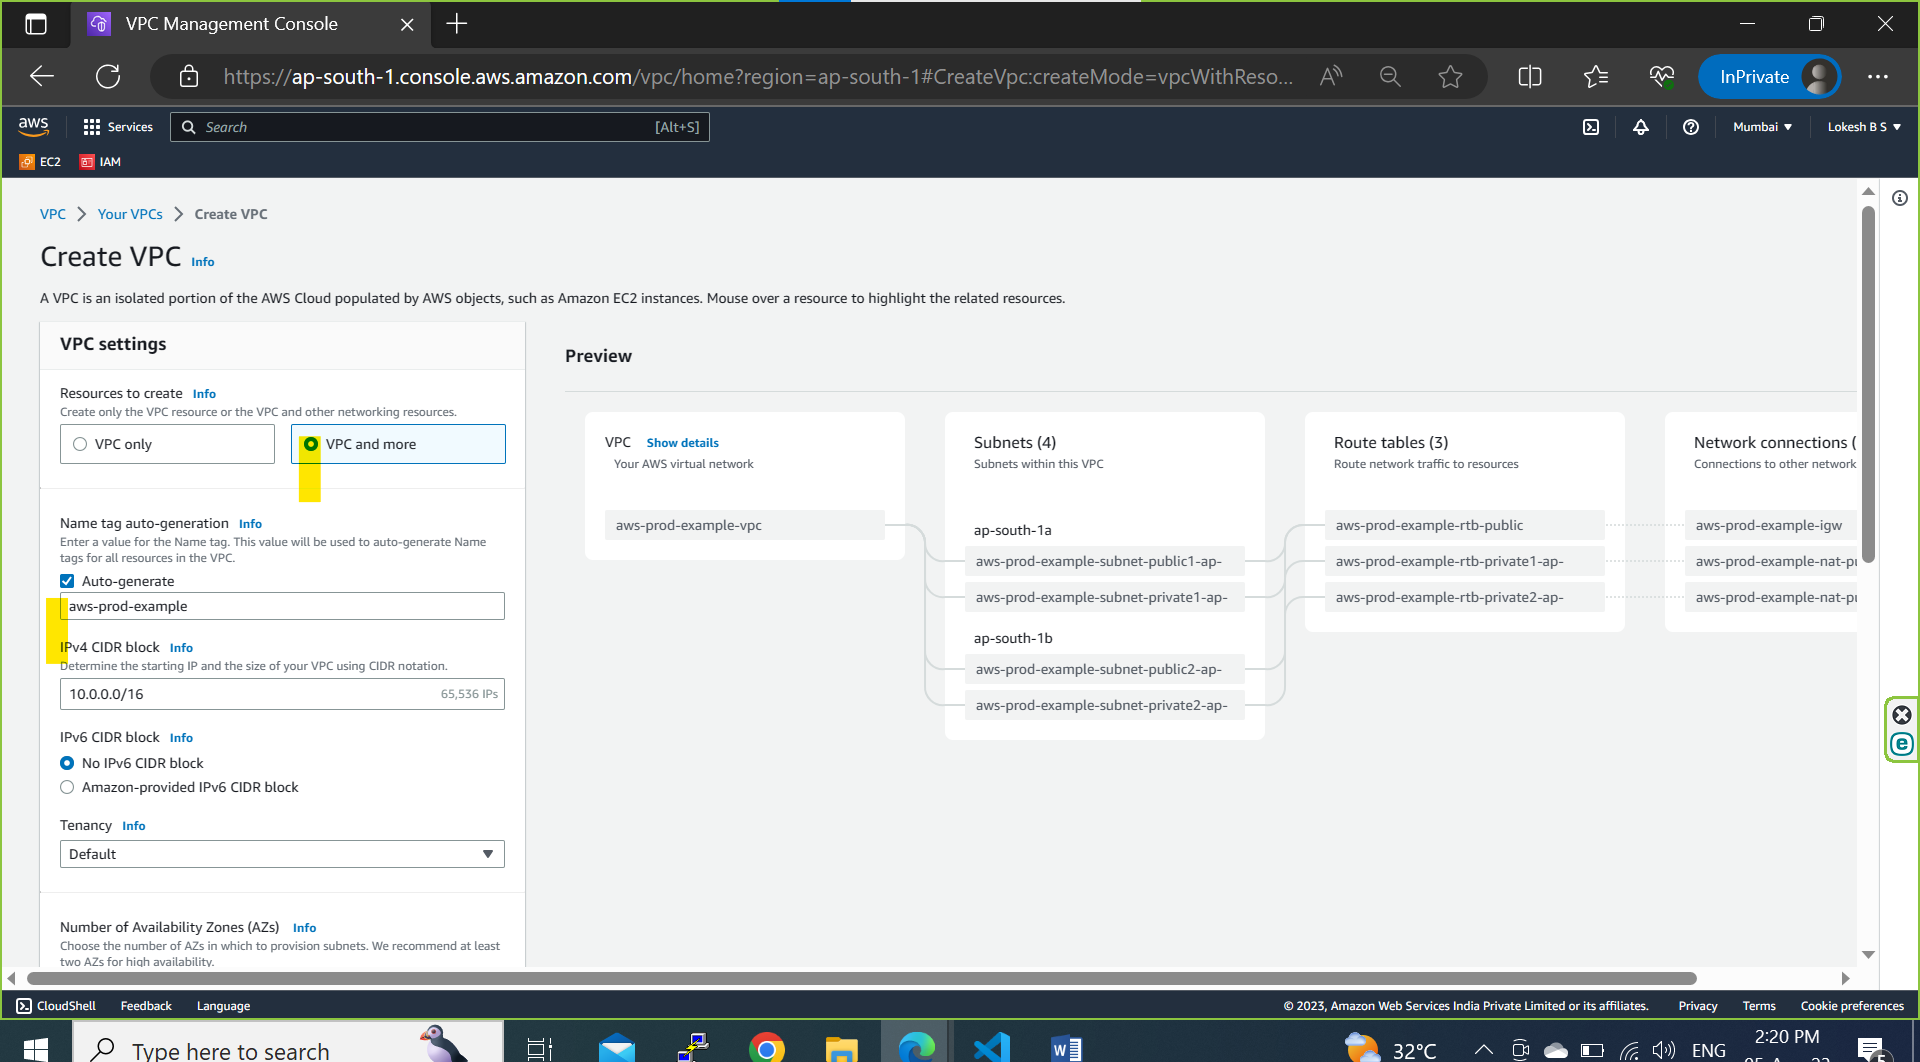 VPC Management Console
https://ap-south-1.console.aws.amazon.com/vpc/home?region=ap-south-1#CreateVpc:createMode=vpcWithReso...
InPrivate
aws
Services
Search
[Alt+S]
Mumbai
Lokesh B S
EC2
IAM
VPC
Your VPCs
Create VPC
Create VPC
Info
A VPC is an isolated portion of the AWS Cloud populated by AWS objects, such as Amazon EC2 instances. Mouse over a resource to highlight the related resources.
VPC settings
Resources to create
Info
Create only the VPC resource or the VPC and other networking resources.
VPC only
VPC and more
Name tag auto-generation
Info
Enter a value for the Name tag. This value will be used to auto-generate Name
tags for all resources in the VPC.
Auto-generate
aws-prod-example
IPv4 CIDR block
Info
Determine the starting IP and the size of your VPC using CIDR notation.
10.0.0.0/16
65,536 IPs
IPv6 CIDR block
Info
No IPv6 CIDR block
Amazon-provided IPv6 CIDR block
Tenancy
Info
Default
Number of Availability Zones (AZs)
Info
Choose the number of AZs in which to provision subnets. We recommend at least
two AZs for high availability.
Preview
VPC
Show details
Your AWS virtual network
aws-prod-example-vpc
Subnets (4)
Subnets within this VPC
ap-south-1a
aws-prod-example-subnet-public1-ap-
aws-prod-example-subnet-private1-ap-
ap-south-1b
aws-prod-example-subnet-public2-ap-
aws-prod-example-subnet-private2-ap-
Route tables (3)
Route network traffic to resources
aws-prod-example-rtb-public
aws-prod-example-rtb-private1-ap-
aws-prod-example-rtb-private2-ap-
Network connections (
Connections to other network
aws-prod-example-igw
aws-prod-example-nat-pu
aws-prod-example-nat-pu
CloudShell
Feedback
Language
© 2023, Amazon Web Services India Private Limited or its affiliates.
Privacy
Terms
Cookie preferences
Type here to search
32°C
ENG
2:20 PM